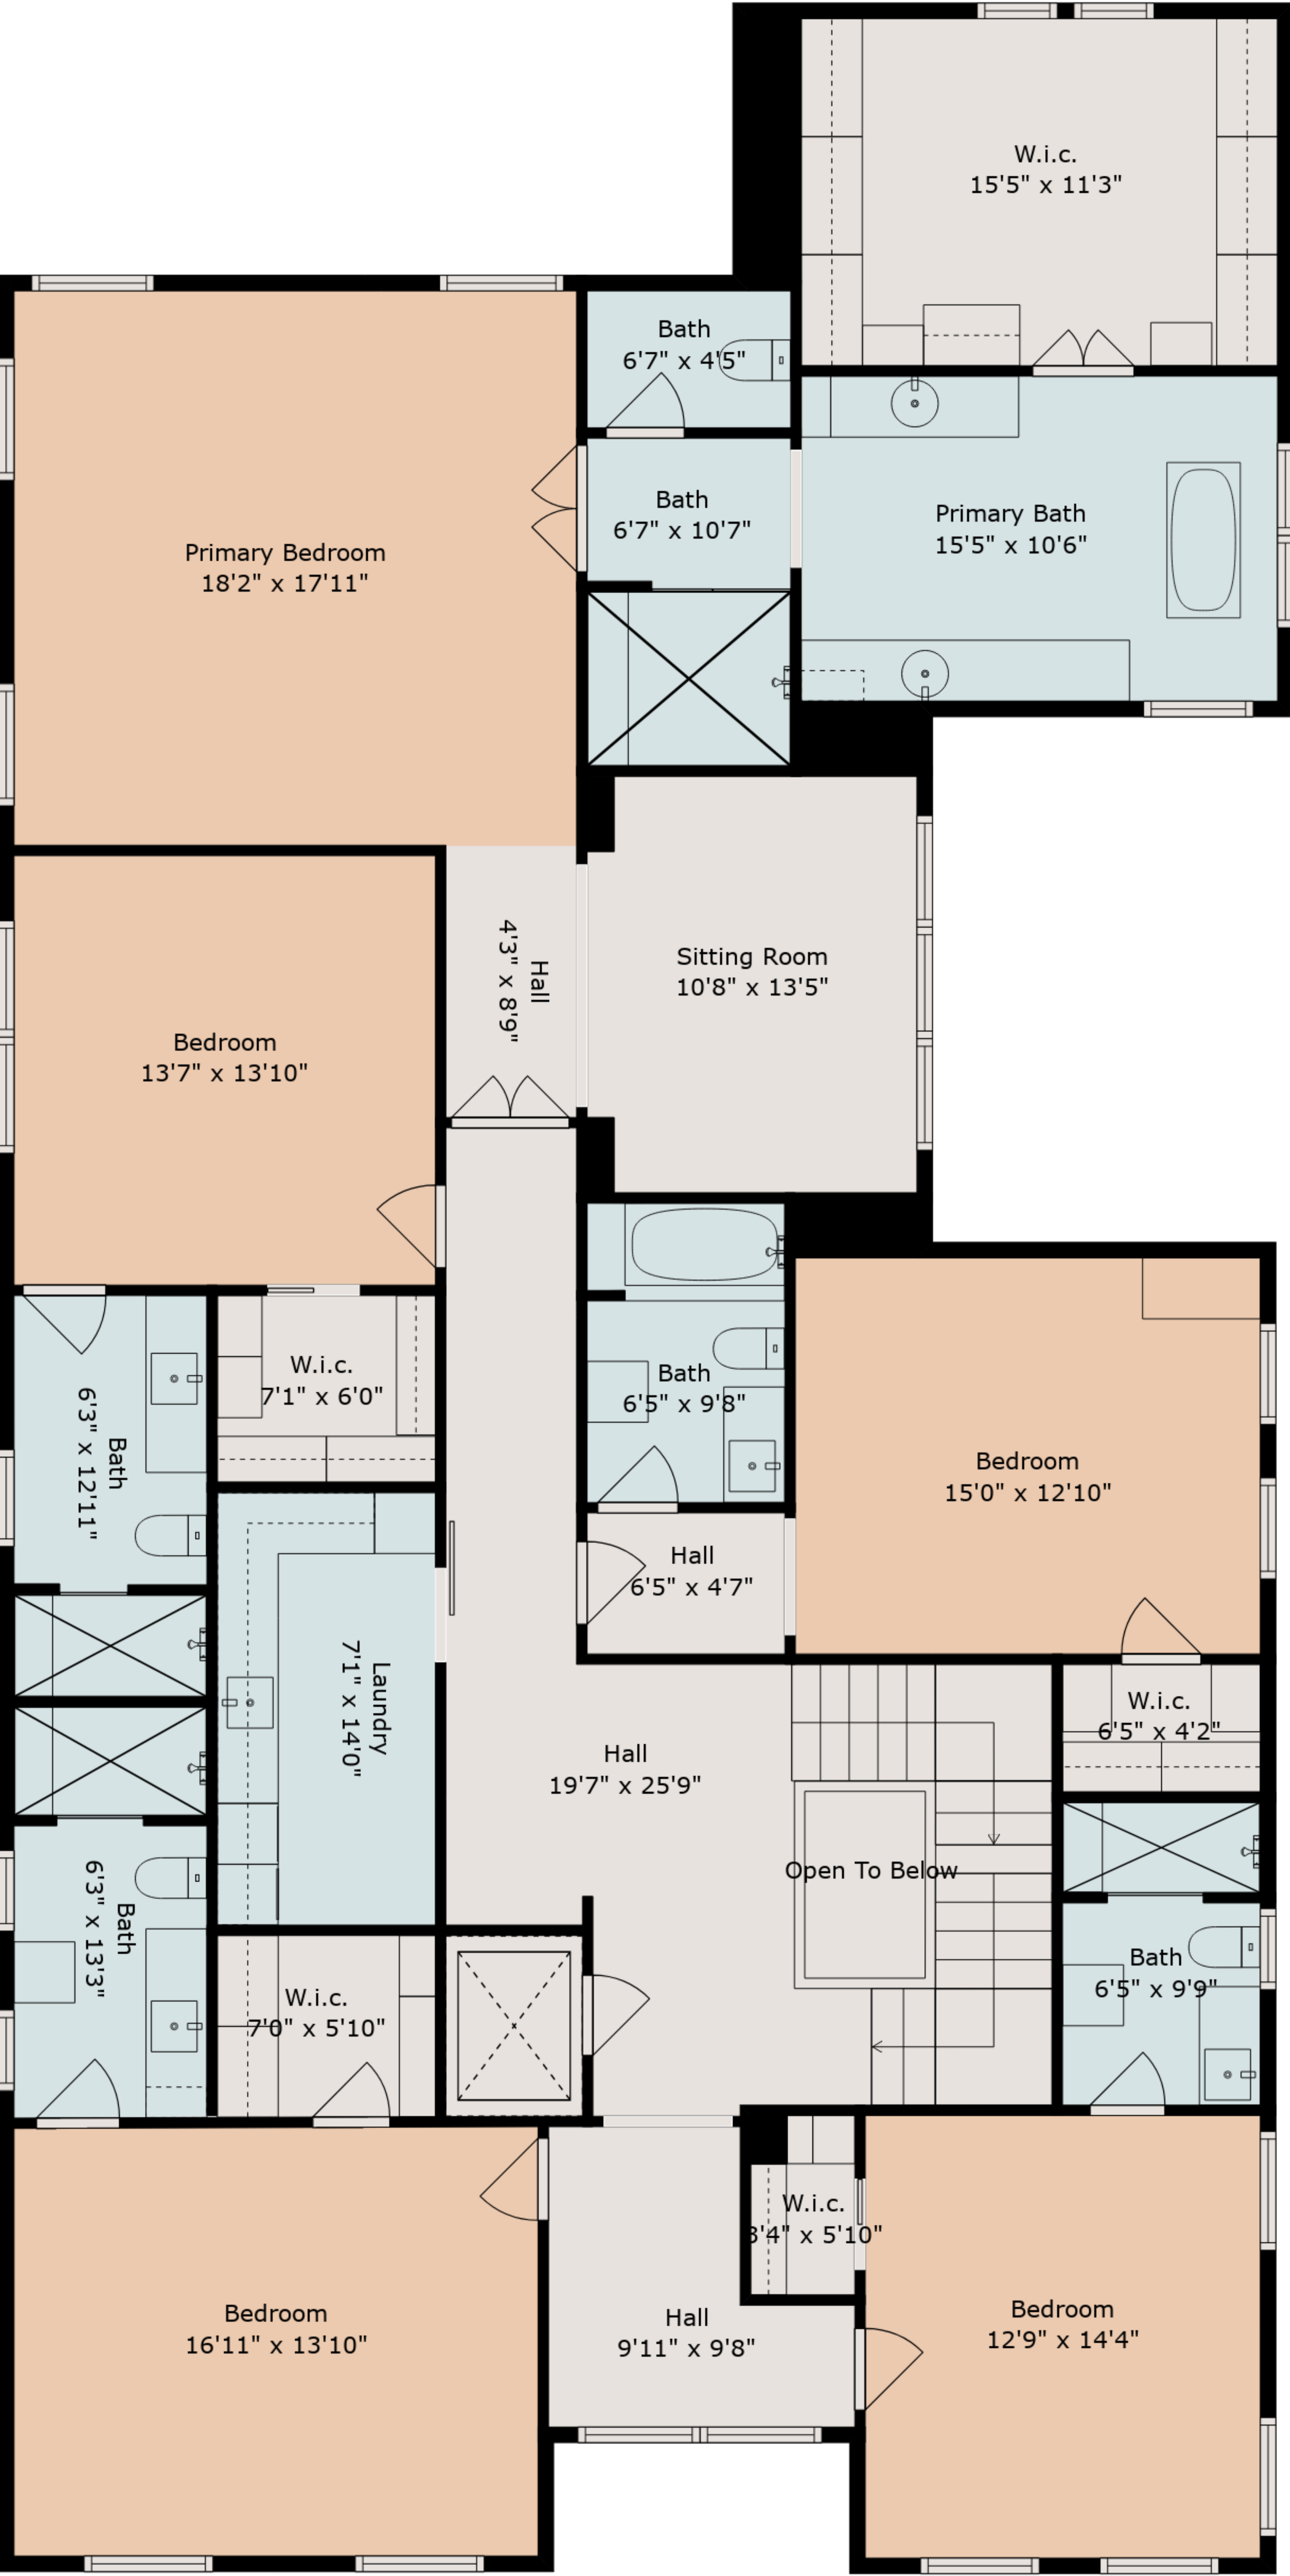 W.i.c.
15'5" x 11'3"
Bath
6'7" x 4'5"
Bath
6'7" x 10'7"
Primary Bath
15'5" x 10'6"
Primary Bedroom
18'2" x 17'11"
Hall
4'3" x 8'9"
Sitting Room
10'8" x 13'5"
Bedroom
13'7" x 13'10"
W.i.c.
7'1" x 6'0"
Bath
6'3" x 12'11"
Bath
6'5" x 9'8"
Bedroom
15'0" x 12'10"
Hall
6'5" x 4'7"
Laundry
7'1" x 14'0"
Hall
19'7" x 25'9"
W.i.c.
6'5" x 4'2"
Open To Below
Bath
6'3" x 13'3"
W.i.c.
7'0" x 5'10"
Bath
6'5" x 9'9"
W.i.c.
3'4" x 5'10"
Bedroom
16'11" x 13'10"
Hall
9'11" x 9'8"
Bedroom
12'9" x 14'4"